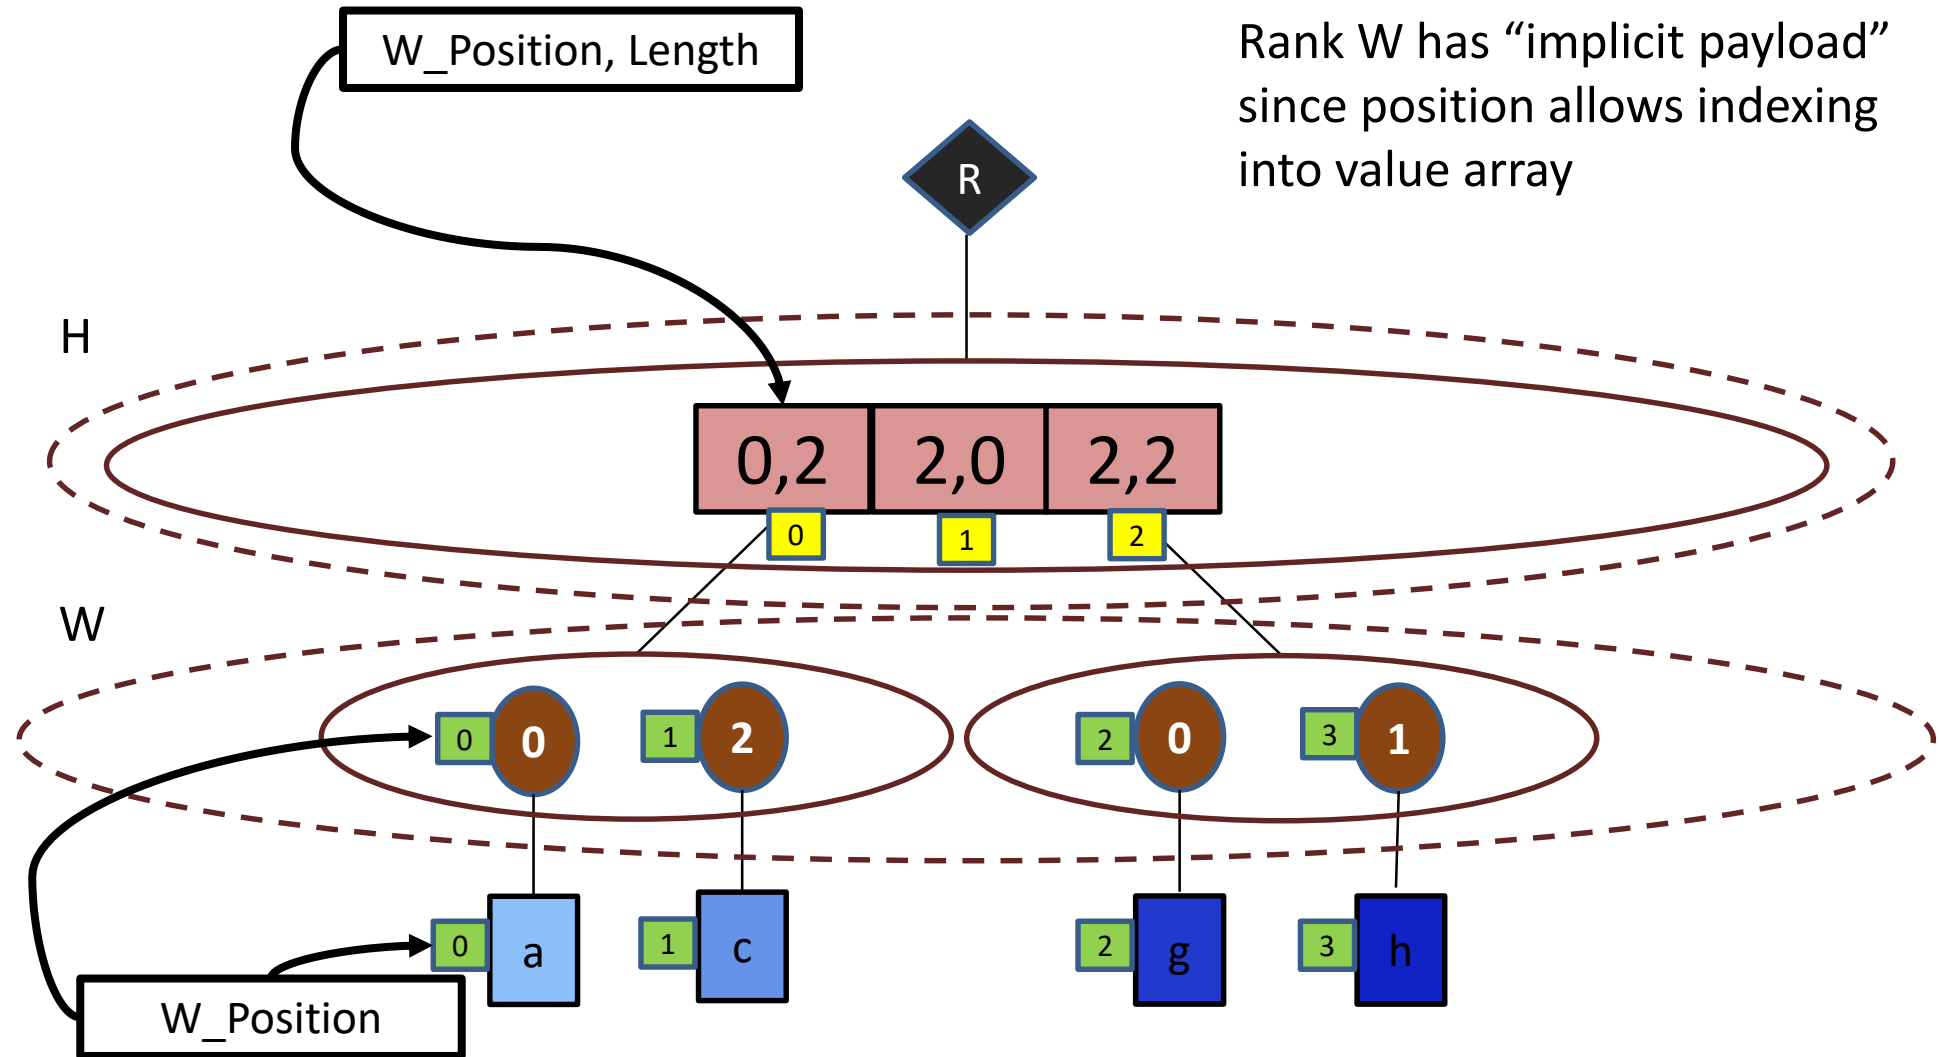 W_Position, Length
Rank W has “implicit payload”
since position allows indexing
into value array
R
H
0,2 2,0 2,2
0 1 2
W
0 0 1 2 2 0 3 1
0 a 1 c 2 g 3 h
W_Position